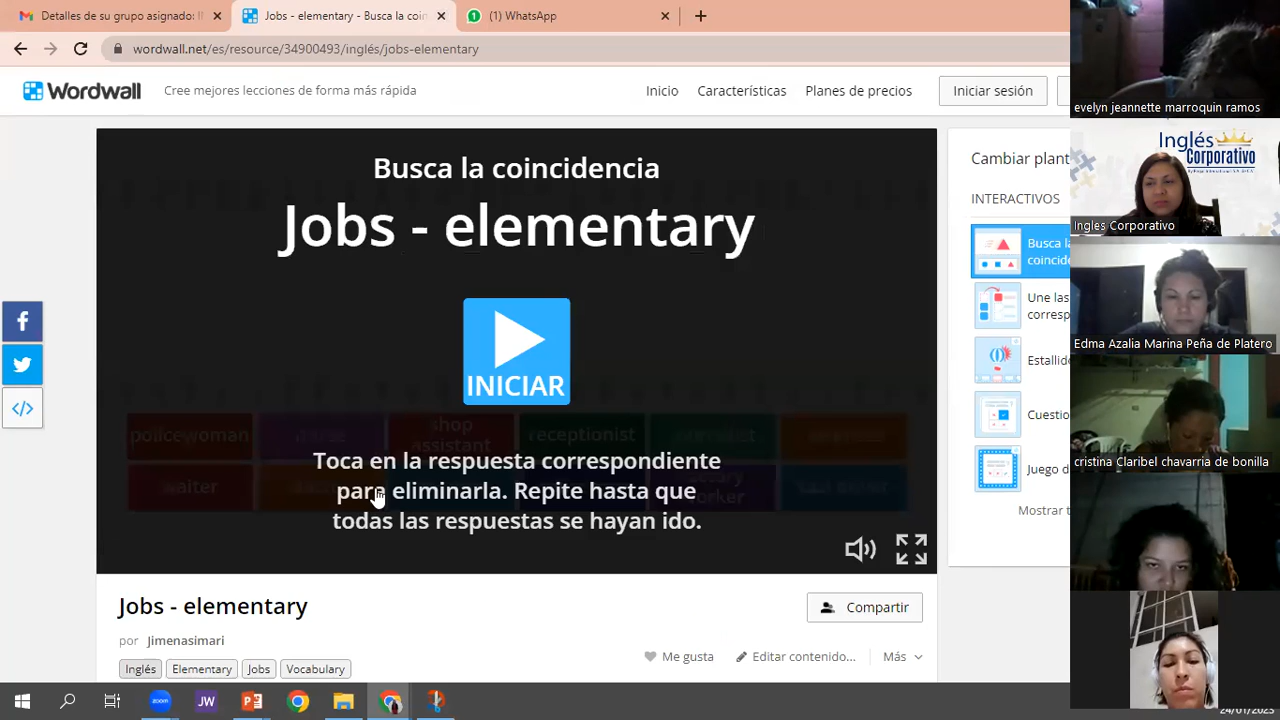 Detalles de su grupo asignado: I
Jobs - elementary - Busca la coin
(1) WhatsApp
wordwall.net/es/resource/34900493/inglés/jobs-elementary
Wordwall
Cree mejores lecciones de forma más rápida
Inicio
Características
Planes de precios
Iniciar sesión
Busca la coincidencia
Jobs - elementary
INICIAR
policewoman
nurse
shop
assistant
receptionist
waiter
Toca en la respuesta correspondiente
para eliminarla. Repite hasta que
todas las respuestas se hayan ido.
Cambiar plant
INTERACTIVOS
Busca la
coincide
Une las
corresp
Estallid
Cuestio
Juego d
Mostrar t
Jobs - elementary
Compartir
por Jimenasimari
Me gusta
Editar contenido...
Más
Inglés
Elementary
Jobs
Vocabulary
evelyn jeannette marroquin ramos
Inglés
Corporativo
Ingles Corporativo
Edma Azalia Marina Peña de Platero
cristina Claribel chavarria de bonilla
zoom
JW
24/01/2023